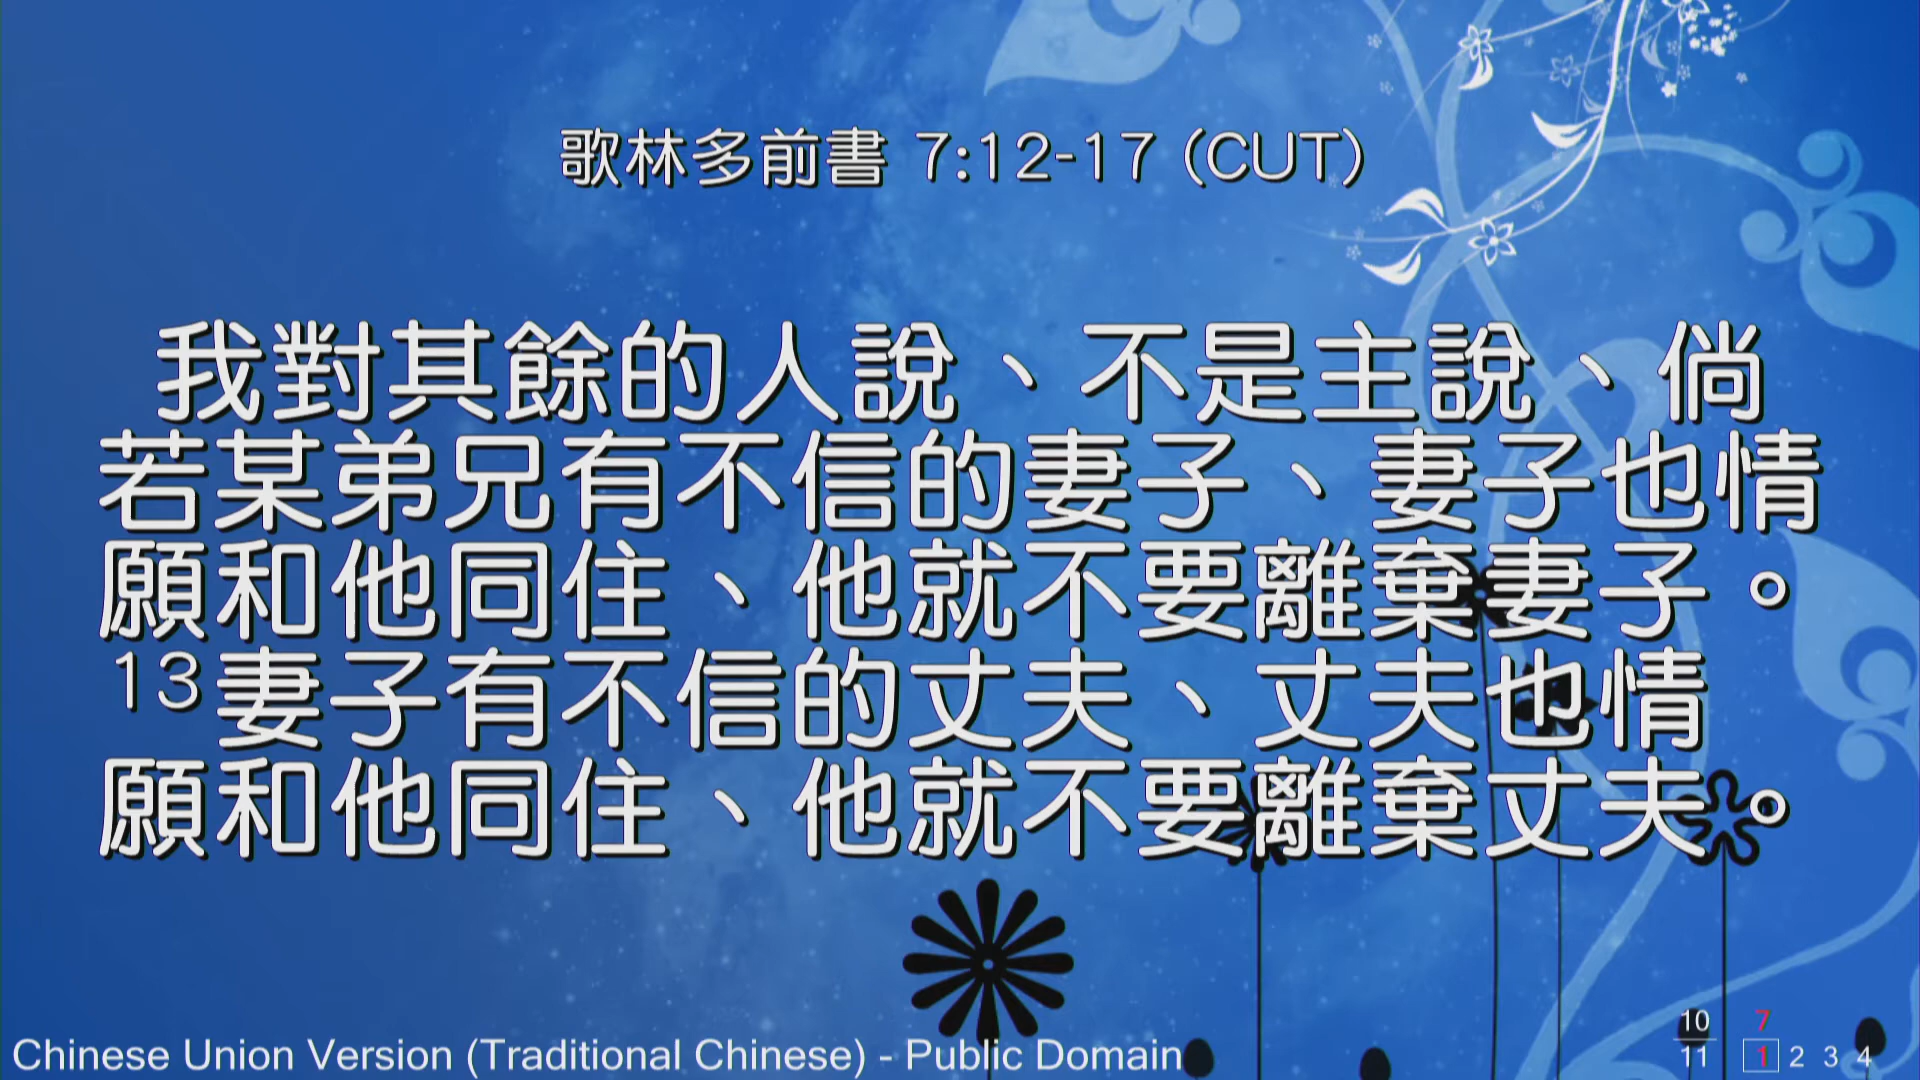 歌林多前書 7:12-17 (CUT)
我對其餘的人說、不是主說、倘
若某弟兄有不信的妻子、妻子也情
願和他同住、他就不要離棄妻子。
13妻子有不信的丈夫、丈夫也情
願和他同住、他就不要離棄丈夫。
Chinese Union Version (Traditional Chinese) - Public Domain
10 7
11 1 2 3 4